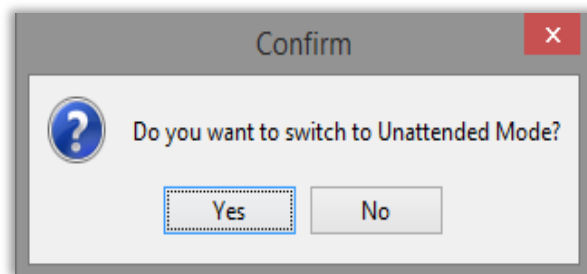 Confirm
x
?
Do you want to switch to Unattended Mode?
Yes
No